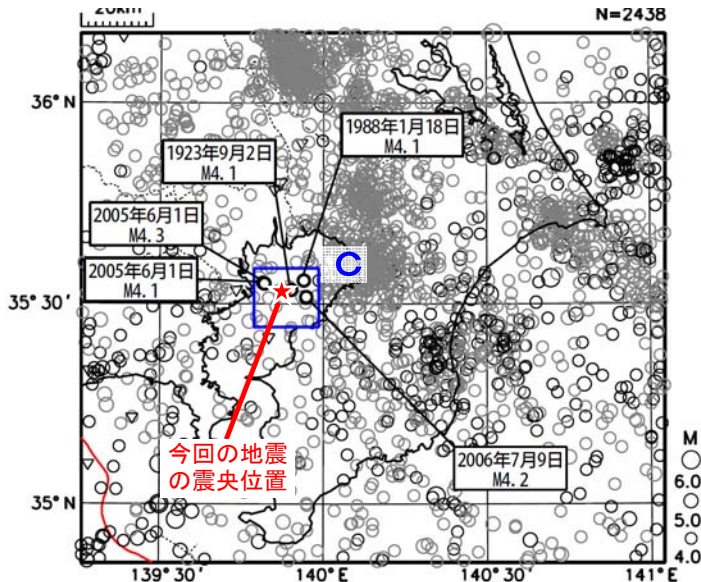 20km
N=2438
36°N
1988年1月18日
M4.1
1923年9月2日
M4.1
2005年6月1日
M4.3
2005年6月1日
M4.1
C
35°30′
今回の地震
の震央位置
2006年7月9日
M4.2
M
6.0
5.0
4.0
35°N
139°30′
140°E
140°30′
141°E